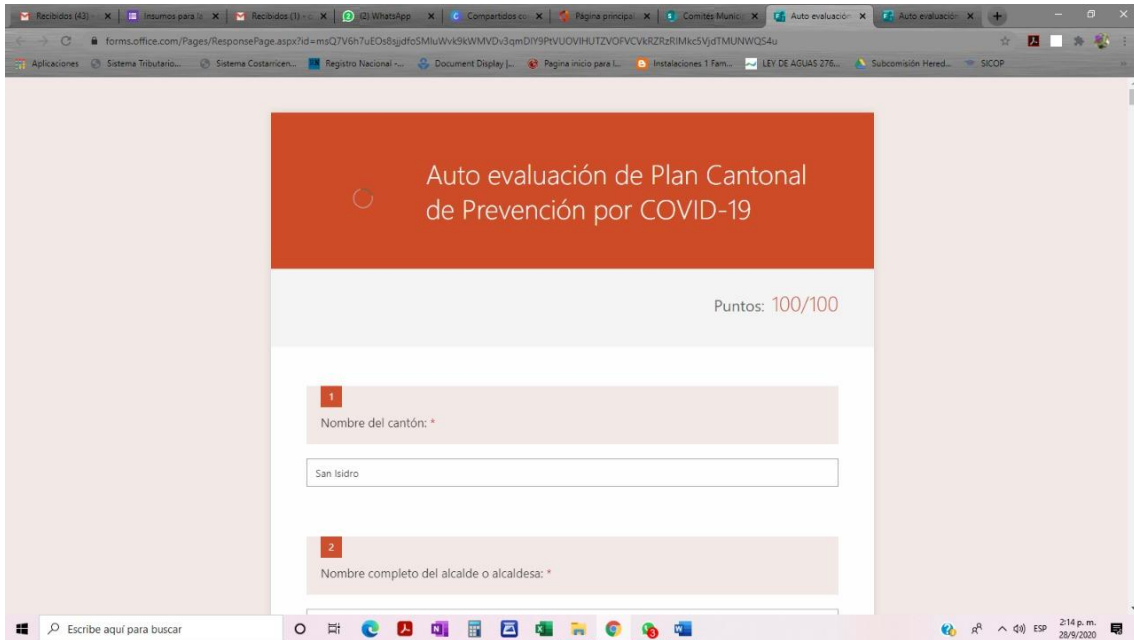 Recibidos (43) -
Insumos para la
Recibidos (1) - c
(2) WhatsApp
Compartidos co
Página principal
Comités Munici
Auto evaluación
Auto evaluación
forms.office.com/Pages/ResponsePage.aspx?id=
Aplicaciones
Sistema Tributario...
Sistema Costarricen...
Registro Nacional -...
Document Display |...
Pagina inicio para l...
Instalaciones 1 Fam...
LEY DE AGUAS 276...
Subcomisión Hered...
SICOP
Auto evaluación de Plan Cantonal
de Prevención por COVID-19
Puntos: 100/100
1
Nombre del cantón: *
San Isidro
2
Nombre completo del alcalde o alcaldesa: *
Escribe aquí para buscar
ESP
2:14 p. m.
28/9/2020